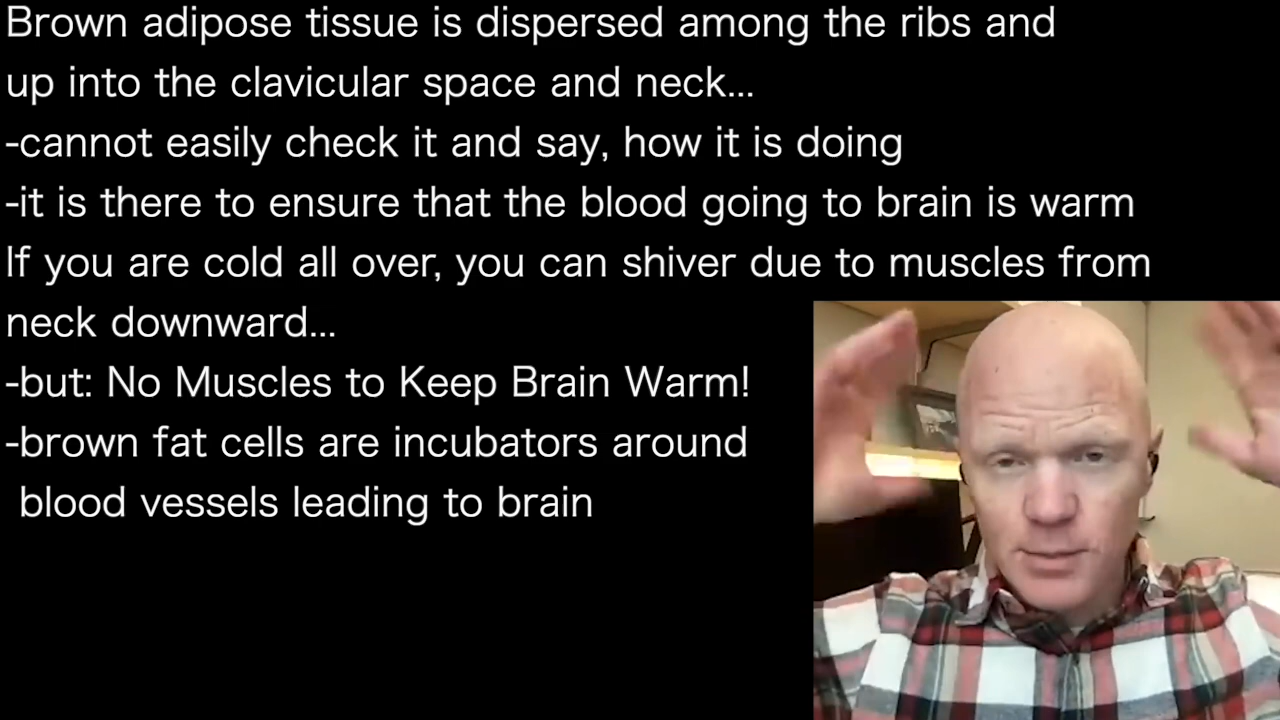 Brown adipose tissue is dispersed among the ribs and
up into the clavicular space and neck...
-cannot easily check it and say, how it is doing
-it is there to ensure that the blood going to brain is warm
If you are cold all over, you can shiver due to muscles from
neck downward...
-but: No Muscles to Keep Brain Warm!
-brown fat cells are incubators around
blood vessels leading to brain